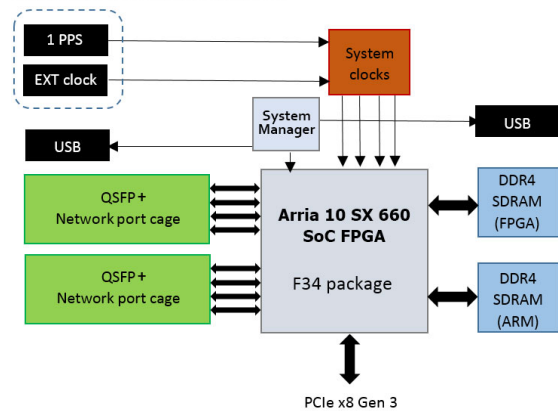 1 PPS
EXT clock
System
clocks
System
Manager
USB
USB
QSFP+
Network port cage
QSFP+
Network port cage
Arria 10 SX 660
SoC FPGA
F34 package
DDR4
SDRAM
(FPGA)
DDR4
SDRAM
(ARM)
PCIe x8 Gen 3